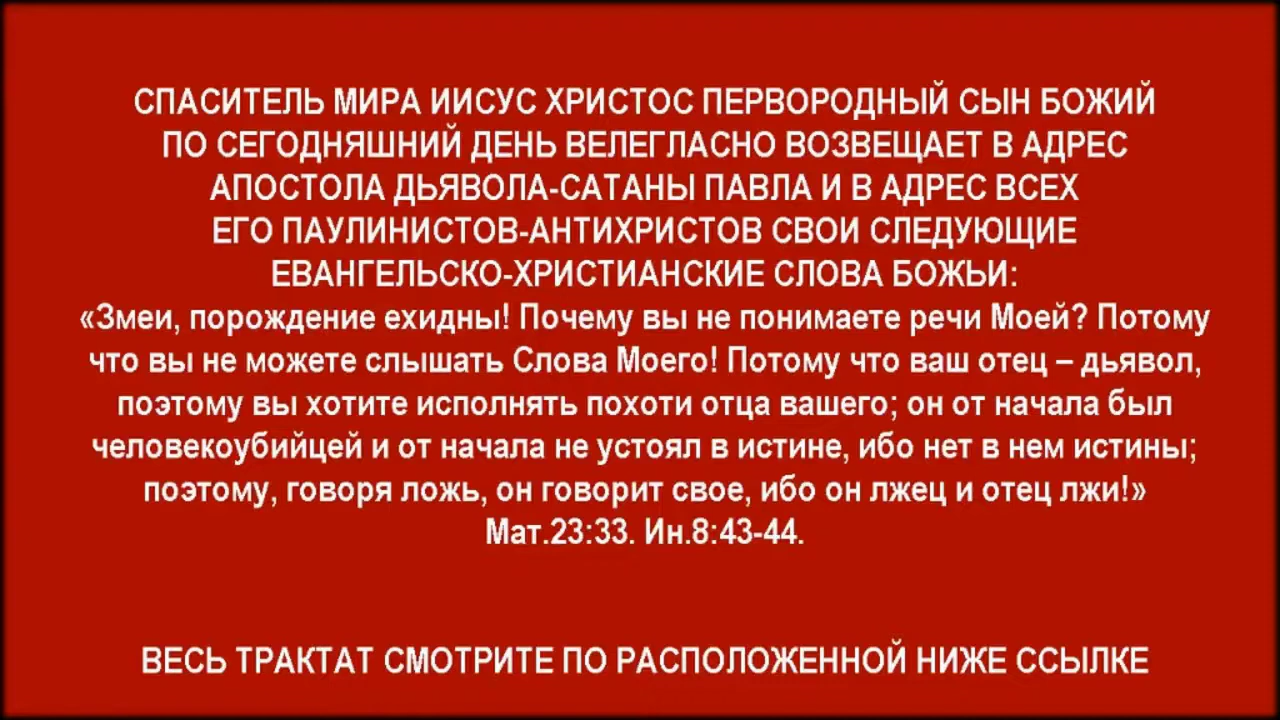 СПАСИТЕЛЬ МИРА ИИСУС ХРИСТОС ПЕРВОРОДНЫЙ СЫН БОЖИЙ
ПО СЕГОДНЯШНИЙ ДЕНЬ ВЕЛЕГЛАСНО ВОЗВЕЩАЕТ В АДРЕС
АПОСТОЛА ДЬЯВОЛА-САТАНЫ ПАВЛА И В АДРЕС ВСЕХ
ЕГО ПАУЛИНИСТОВ-АНТИХРИСТОВ СВОИ СЛЕДУЮЩИЕ
ЕВАНГЕЛЬСКО-ХРИСТИАНСКИЕ СЛОВА БОЖЬИ:
«Змеи, порождение ехидны! Почему вы не понимаете речи Моей? Потому
что вы не можете слышать Слова Моего! Потому что ваш отец – дьявол,
поэтому вы хотите исполнять похоти отца вашего; он от начала был
человекоубийцей и от начала не устоял в истине, ибо нет в нем истины;
поэтому, говоря ложь, он говорит свое, ибо он лжец и отец лжи!»
Мат.23:33. Ин.8:43-44.
ВЕСЬ ТРАКТАТ СМОТРИТЕ ПО РАСПОЛОЖЕННОЙ НИЖЕ ССЫЛКЕ